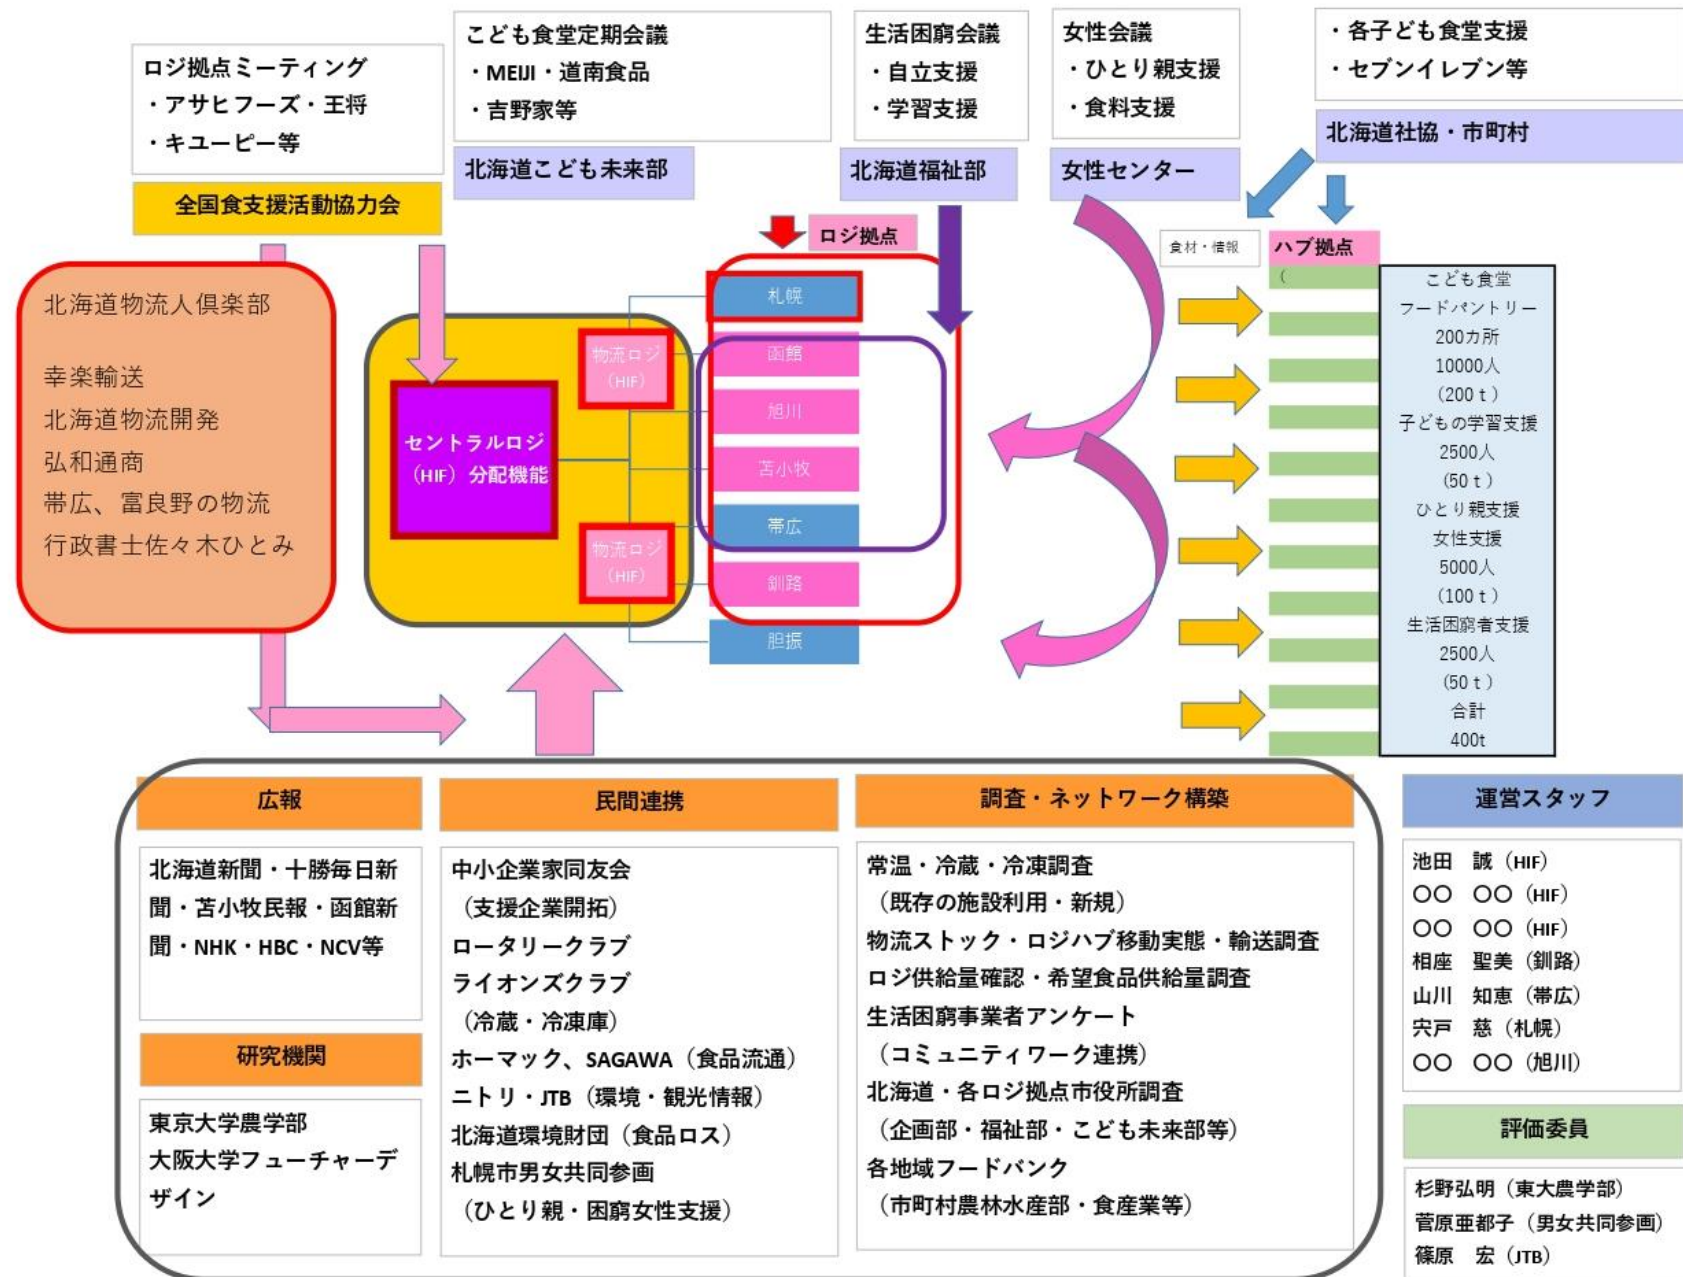 ロジ拠点ミーティング
・アサヒフーズ・王将
・キユーピー等
全国食支援活動協力会
こども食堂定期会議
・MEIJI・道南食品
・吉野家等
北海道こども未来部
生活困窮会議
・自立支援
・学習支援
北海道福祉部
女性会議
・ひとり親支援
・食料支援
女性センター
・各子ども食堂支援
・セブンイレブン等
北海道社協・市町村
北海道物流人倶楽部
幸楽輸送
北海道物流開発
弘和通商
帯広、富良野の物流
行政書士佐々木ひとみ
セントラルロジ
（HIF）分配機能
物流ロジ
（HIF）
物流ロジ
（HIF）
ロジ拠点
札幌
函館
旭川
苫小牧
帯広
釧路
胆振
食材・情報
ハブ拠点
（
こども食堂
フードパントリー
200カ所
10000人
(200ｔ)
子どもの学習支援
2500人
(50ｔ)
ひとり親支援
女性支援
5000人
(100ｔ)
生活困窮者支援
2500人
(50ｔ)
合計
400t
広報
北海道新聞・十勝毎日新
聞・苫小牧民報・函館新
聞・NHK・HBC・NCV等
研究機関
東京大学農学部
大阪大学フューチャーデ
ザイン
民間連携
中小企業家同友会
（支援企業開拓）
ロータリークラブ
ライオンズクラブ
（冷蔵・冷凍庫）
ホーマック、SAGAWA（食品流通）
ニトリ・JTB（環境・観光情報）
北海道環境財団（食品ロス）
札幌市男女共同参画
（ひとり親・困窮女性支援）
調査・ネットワーク構築
常温・冷蔵・冷凍調査
（既存の施設利用・新規）
物流ストック・ロジハブ移動実態・輸送調査
ロジ供給量確認・希望食品供給量調査
生活困窮事業者アンケート
（コミュニティワーク連携）
北海道・各ロジ拠点市役所調査
（企画部・福祉部・こども未来部等）
各地域フードバンク
（市町村農林水産部・食産業等）
運営スタッフ
池田　誠（HIF）
〇〇　〇〇（HIF）
〇〇　〇〇（HIF）
相座　聖美（釧路）
山川　知恵（帯広）
宍戸　慈（札幌）
〇〇　〇〇（旭川）
評価委員
杉野弘明（東大農学部）
菅原亜都子（男女共同参画）
篠原　宏（JTB）